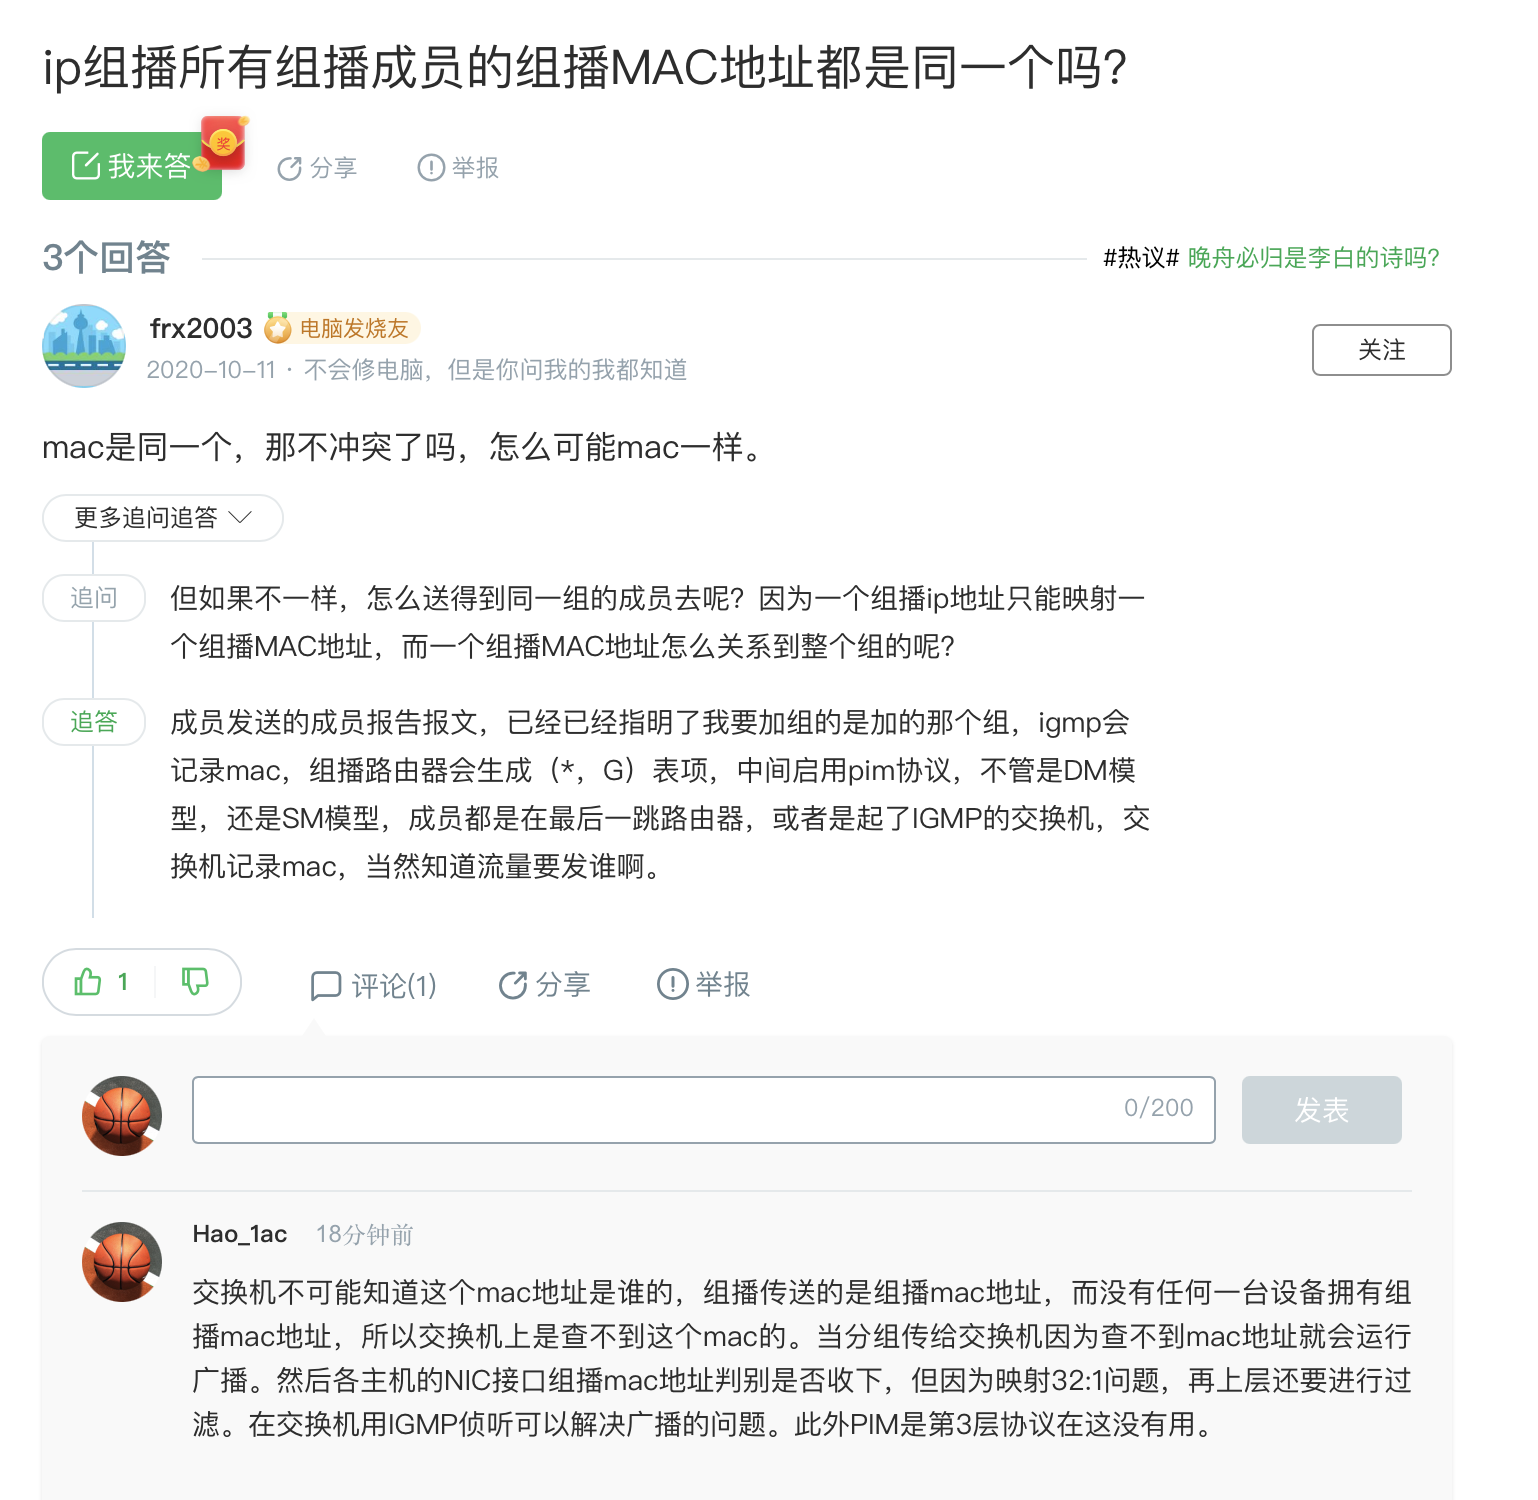 ip组播所有组播成员的组播MAC地址都是同一个吗?
我来答 奖 分享 举报
3个回答 #热议# 晚舟必归是李白的诗吗?
frx2003 电脑发烧友
2020-10-11 · 不会修电脑，但是你问我的我都知道
关注
mac是同一个，那不冲突了吗，怎么可能mac一样。
更多追问追答
追问
但如果不一样，怎么送得到同一组的成员去呢？因为一个组播ip地址只能映射一
个组播MAC地址，而一个组播MAC地址怎么关系到整个组的呢?
追答
成员发送的成员报告报文，已经已经指明了我要加组的是加的那个组，igmp会
记录mac，组播路由器会生成（*，G）表项，中间启用pim协议，不管是DM模
型，还是SM模型，成员都是在最后一跳路由器，或者是起了IGMP的交换机，交
换机记录mac，当然知道流量要发谁啊。
1 评论(1) 分享 举报
0/200 发表
Hao_1ac 18分钟前
交换机不可能知道这个mac地址是谁的，组播传送的是组播mac地址，而没有任何一台设备拥有组
播mac地址，所以交换机上是查不到这个mac的。当分组传给交换机因为查不到mac地址就会运行
广播。然后各主机的NIC接口组播mac地址判别是否收下，但因为映射32:1问题，再上层还要进行过
滤。在交换机用IGMP侦听可以解决广播的问题。此外PIM是第3层协议在这没有用。